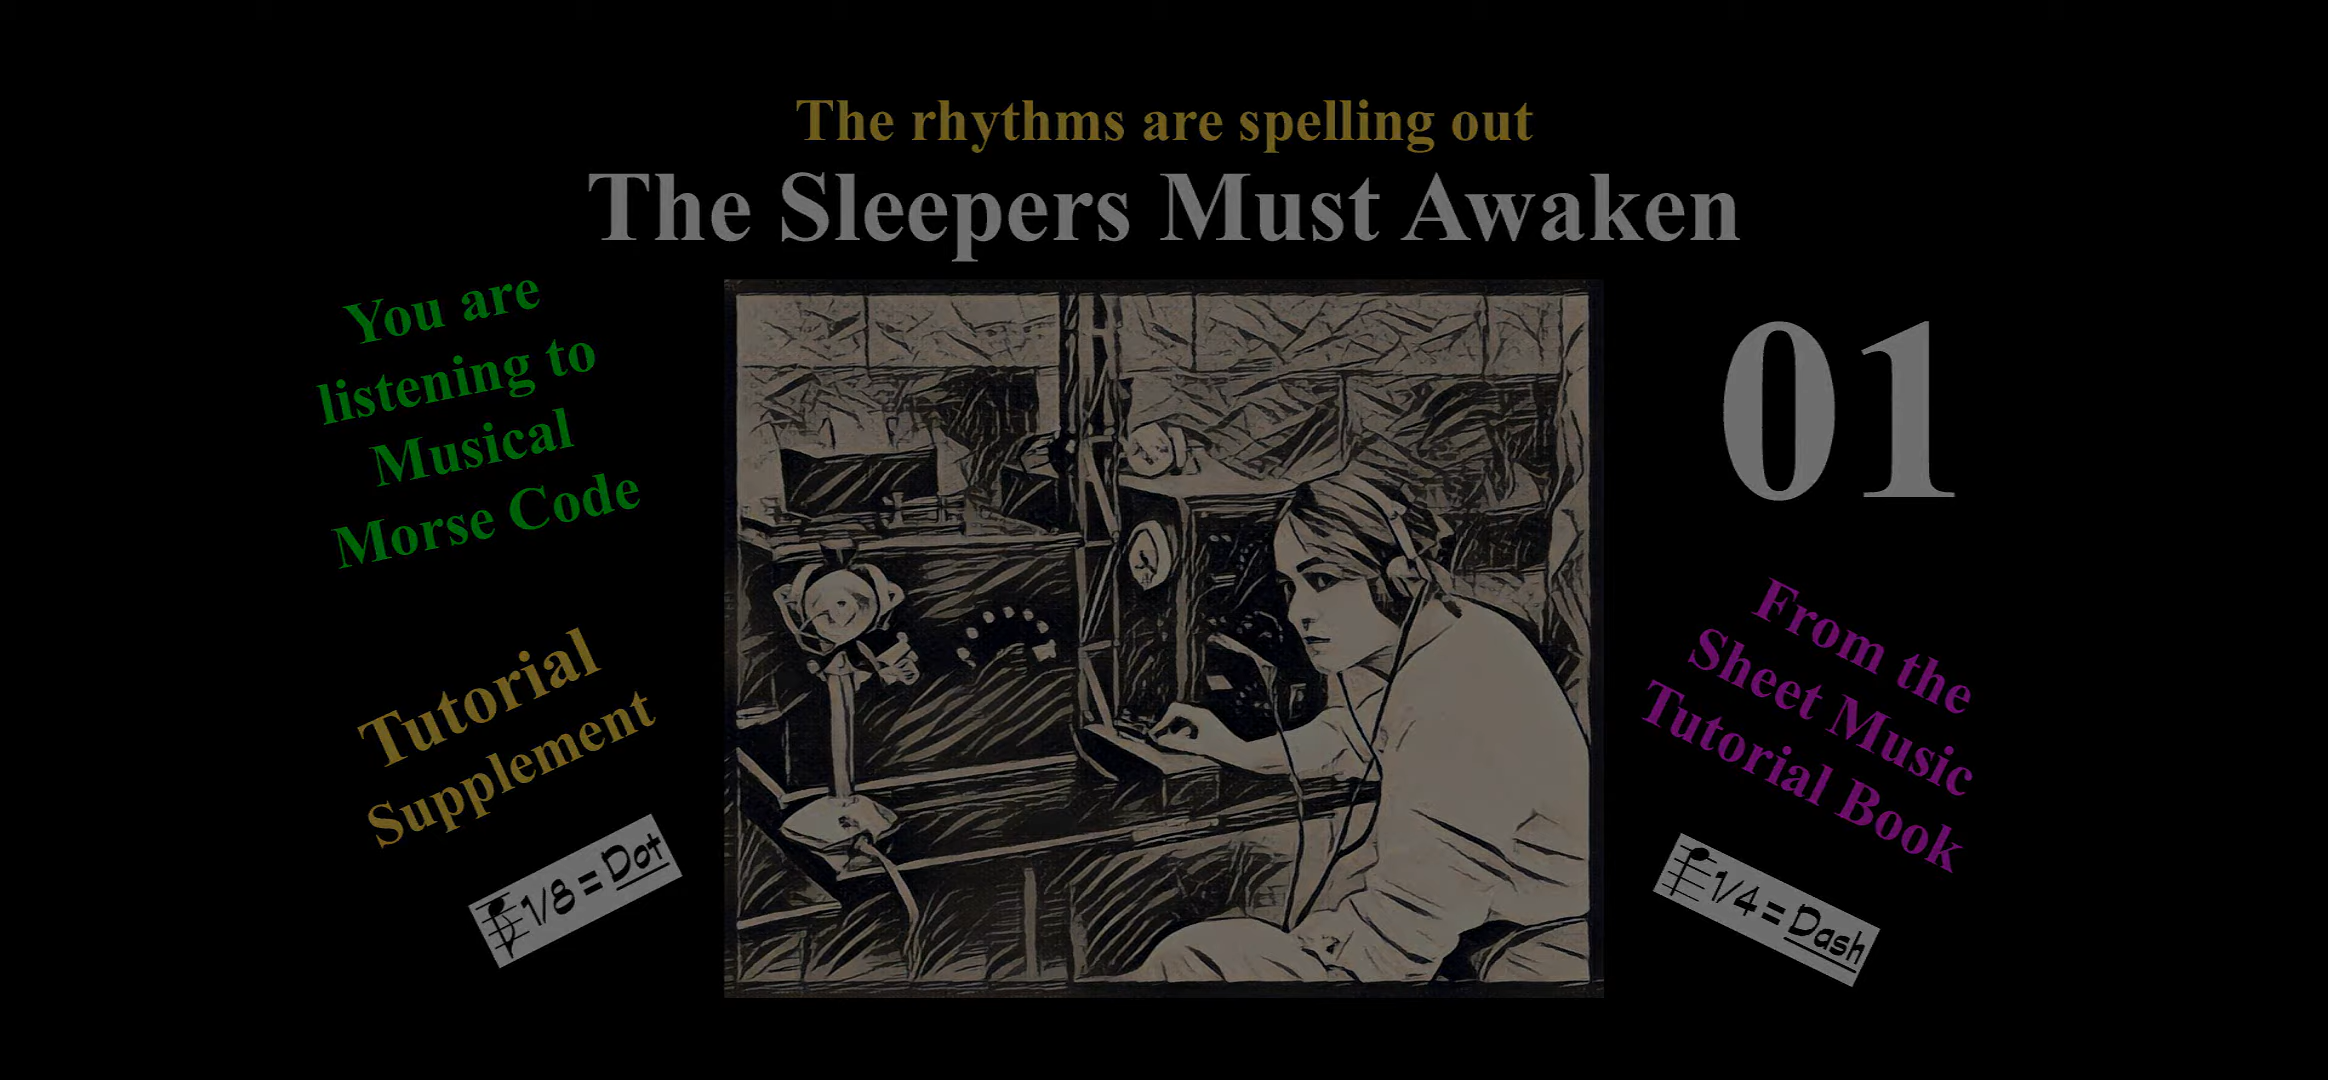 The rhythms are spelling out
The Sleepers Must Awaken
You are
listening to
Musical
Morse Code
01
Tutorial
Supplement
From the
Sheet Music
Tutorial Book
1/8 = Dot
1/4 = Dash